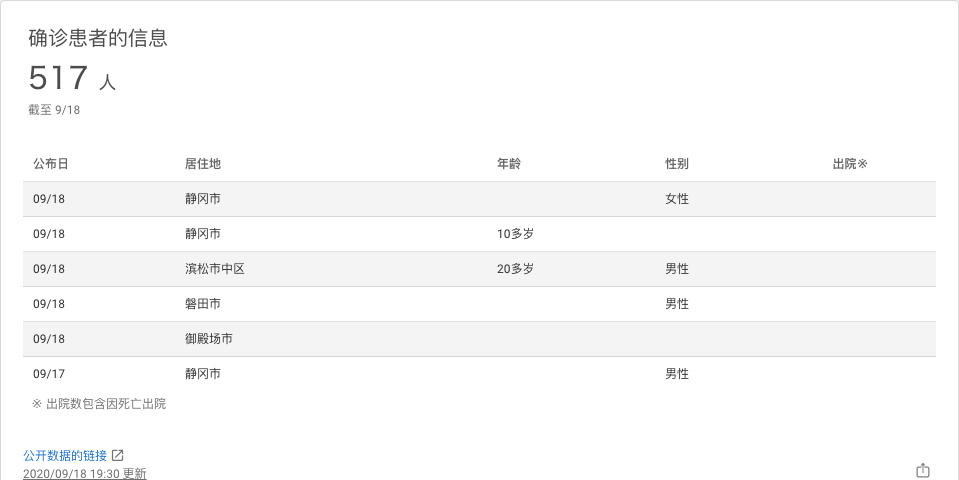 确诊患者的信息
517 人
截至 9/18
公布日 居住地 年龄 性别 出院※
09/18 静冈市 女性
09/18 静冈市 10多岁
09/18 滨松市中区 20多岁 男性
09/18 磐田市 男性
09/18 御殿场市
09/17 静冈市 男性
※ 出院数包含因死亡出院
公开数据的链接
2020/09/18 19:30 更新